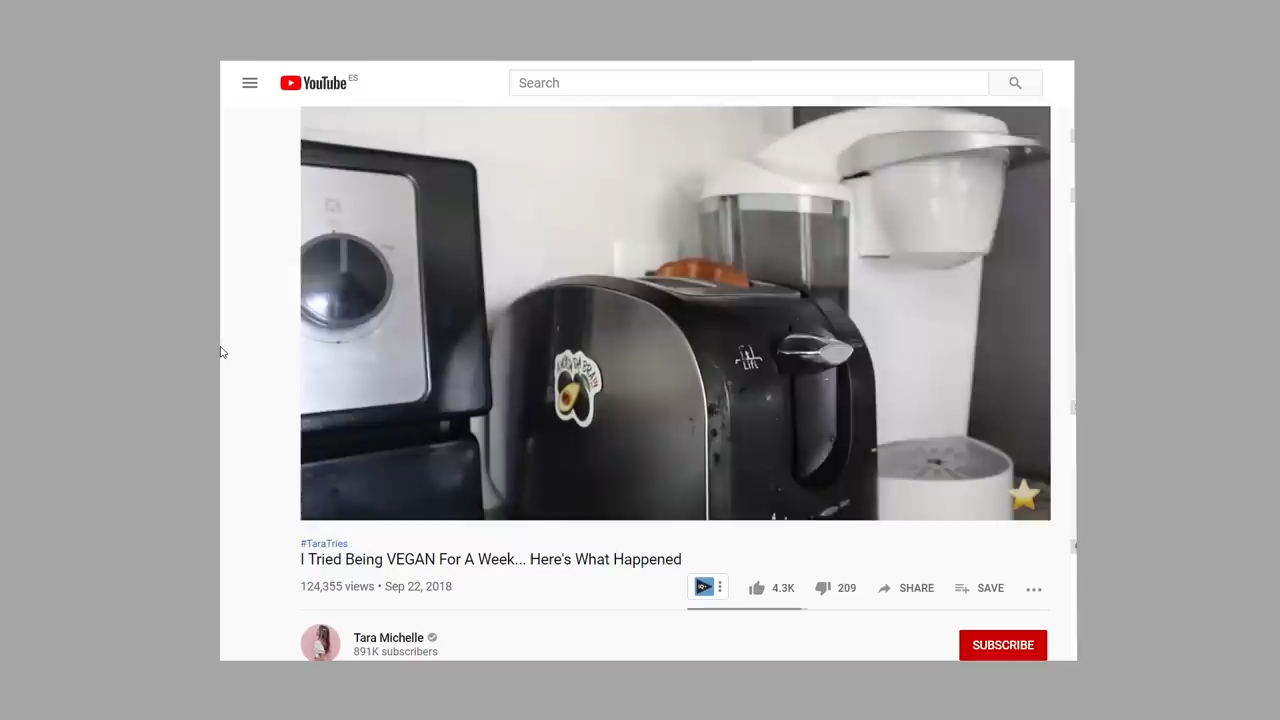 YouTube ES
Search
#TaraTries
I Tried Being VEGAN For A Week... Here's What Happened
124,355 views • Sep 22, 2018
4.3K
209
SHARE
SAVE
Tara Michelle
891K subscribers
SUBSCRIBE